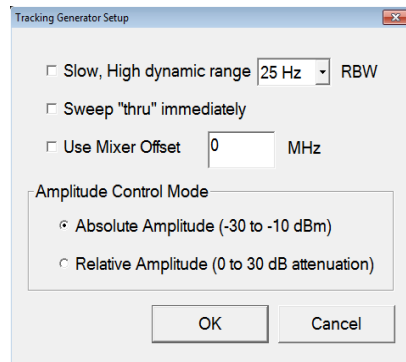 Tracking Generator Setup
Slow, High dynamic range 25 Hz RBW
Sweep "thru" immediately
Use Mixer Offset 0 MHz
Amplitude Control Mode
Absolute Amplitude (-30 to -10 dBm)
Relative Amplitude (0 to 30 dB attenuation)
OK Cancel